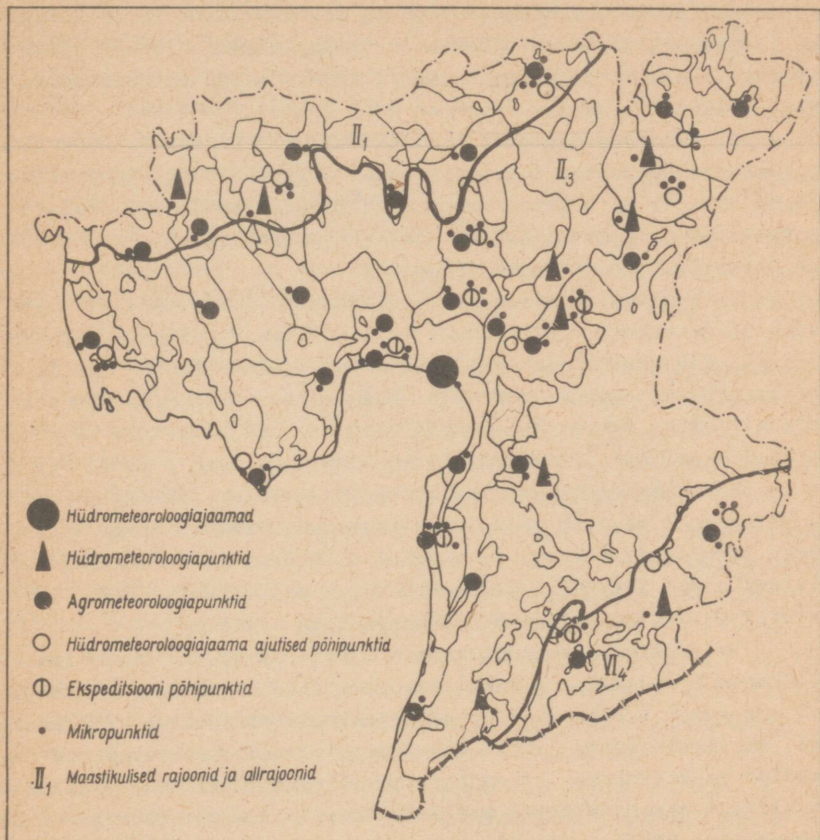 II₁
II₃
VI₄
Hüdrometeoroloogiajaamad
Hüdrometeoroloogiapunktid
Agrometeoroloogiapunktid
Hüdrometeoroloogiajaama ajutised põhipunktid
Ekspeditsiooni põhipunktid
Mikropunktid
II₁ Maastikulised rajoonid ja allrajoonid